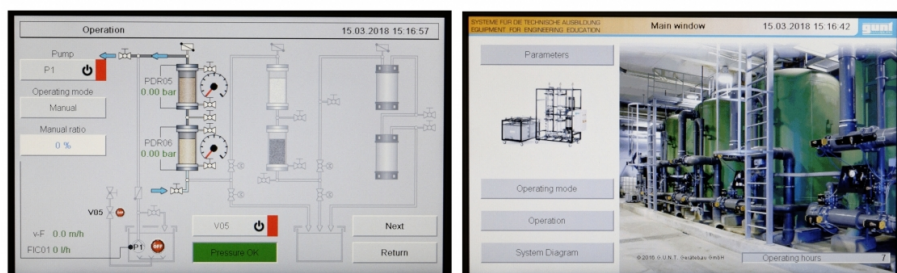 Operation 15.03.2018 15:16:57
Pump
P1
Operating mode
Manual
Manual ratio
0 %
PDR05
0.00 bar
PDR06
0.00 bar
V05
v-F 0.0 m/h
FIC01 0 l/h
P1
OFF
V05
Pressure OK
Next
Return
SYSTEME FÜR DIE TECHNISCHE AUSBILDUNG
EQUIPMENT FOR ENGINEERING EDUCATION
Main window 15.03.2018 15:16:42
gunt
Parameters
Operating mode
Operation
System Diagram
Operating hours 7